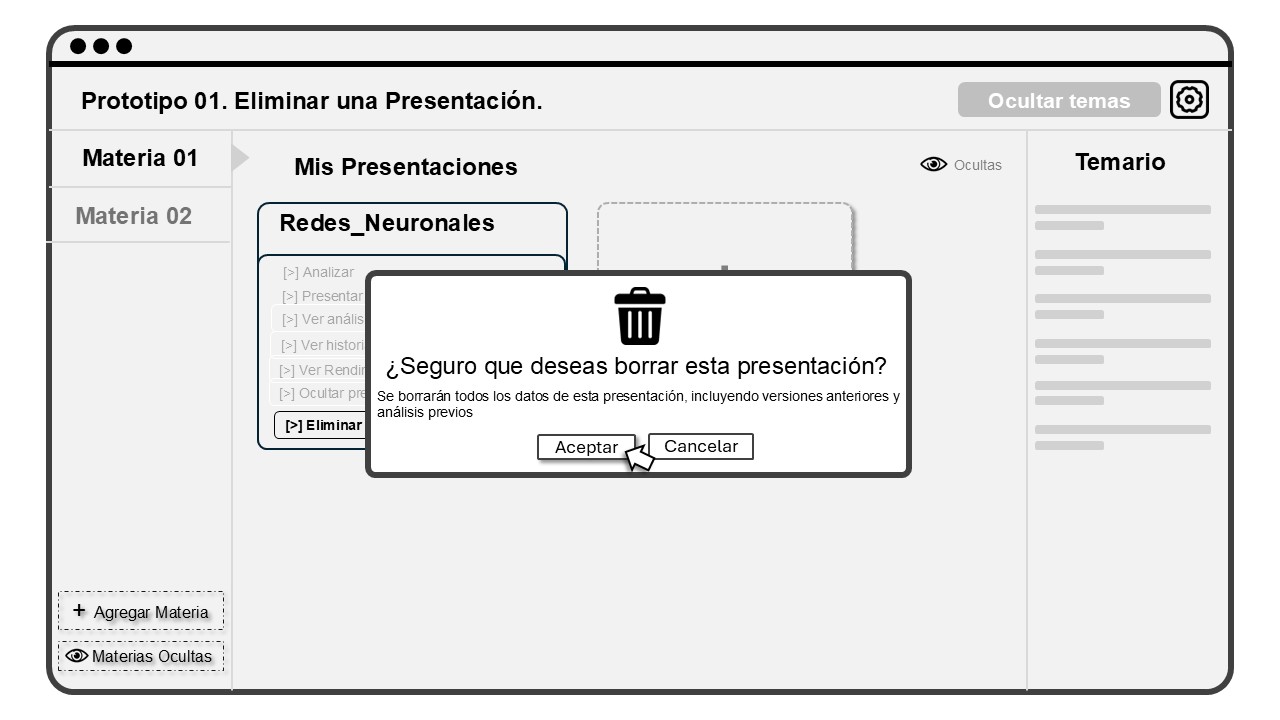 Prototipo 01. Eliminar una Presentación.
Ocultar temas
Materia 01
Materia 02
Mis Presentaciones
Ocultas
Temario
Redes_Neuronales
[>] Analizar
[>] Presentar
[>] Ver anális
[>] Ver histori
[>] Ver Rendir
[>] Ocultar pre
[>] Eliminar
¿Seguro que deseas borrar esta presentación?
Se borrarán todos los datos de esta presentación, incluyendo versiones anteriores y
análisis previos
Aceptar
Cancelar
+ Agregar Materia
Materias Ocultas